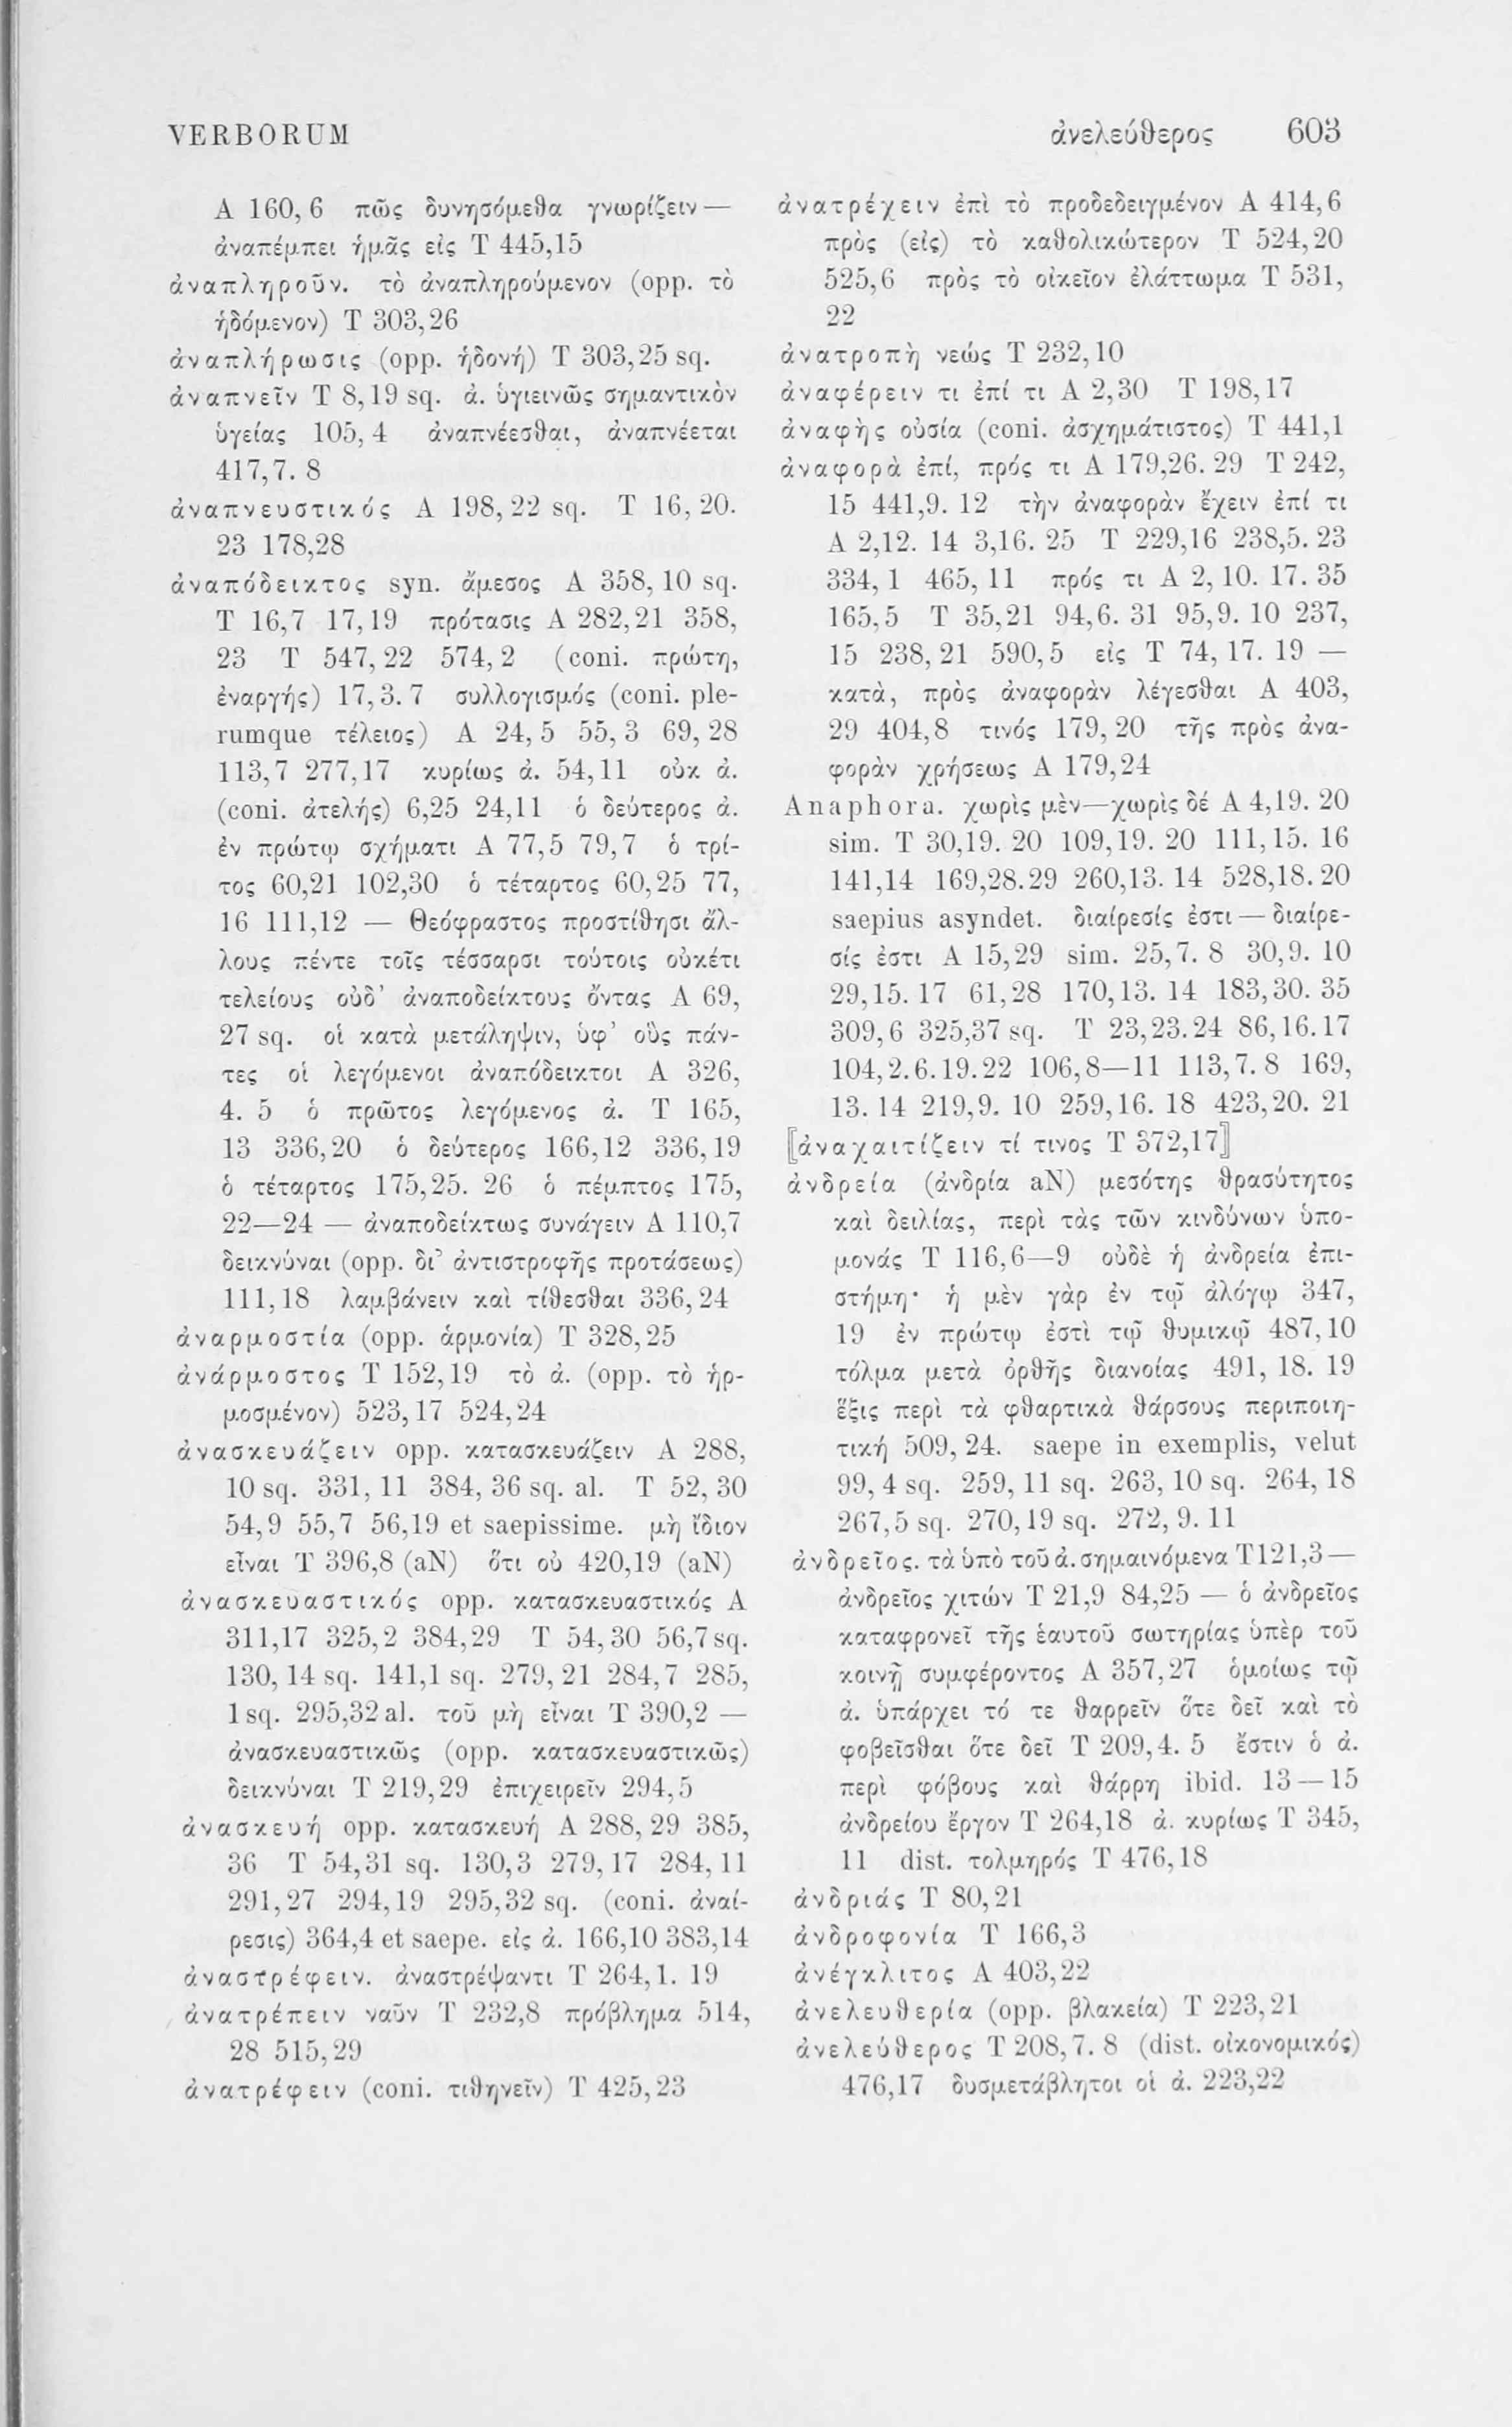 VERBORUM ἀνελεύθερος 603
A 160, 6 πῶς δυνησόμεθα γνωρίζειν —
ἀναπέμπει ἡμᾶς εἰς T 445,15
ἀναπληροῦν. τὸ ἀναπληρούμενον (opp. τὸ
ἡδόμενον) T 303,26
ἀναπλήρωσις (opp. ἡδονή) T 303,25 sq.
ἀναπνεῖν T 8,19 sq. ἀ. ὑγιεινῶς σημαντικὸν
ὑγείας 105, 4 ἀναπνέεσθαι, ἀναπνέεται
417,7. 8
ἀναπνευστικός A 198, 22 sq. T 16, 20.
23 178,28
ἀναπόδεικτος syn. ἄμεσος A 358, 10 sq.
T 16,7 17,19 πρότασις A 282,21 358,
23 T 547, 22 574, 2 (coni. πρώτη,
ἐναργής) 17, 3. 7 συλλογισμός (coni. ple-
rumque τέλειος) A 24, 5 55, 3 69, 28
113,7 277,17 κυρίως ἀ. 54,11 οὐκ ἀ.
(coni. ἀτελής) 6,25 24,11 ὁ δεύτερος ἀ.
ἐν πρώτῳ σχήματι A 77,5 79,7 ὁ τρί-
τος 60,21 102,30 ὁ τέταρτος 60,25 77,
16 111,12 — Θεόφραστος προστίθησι ἄλ-
λους πέντε τοῖς τέσσαρσι τούτοις οὐκέτι
τελείους οὐδ’ ἀναποδείκτους ὄντας A 69,
27 sq. οἱ κατὰ μετάληψιν, ὑφ’ οὓς πάν-
τες οἱ λεγόμενοι ἀναπόδεικτοι A 326,
4. 5 ὁ πρῶτος λεγόμενος ἀ. T 165,
13 336,20 ὁ δεύτερος 166,12 336,19
ὁ τέταρτος 175,25. 26 ὁ πέμπτος 175,
22—24 — ἀναποδείκτως συνάγειν A 110,7
δεικνύναι (opp. δι’ ἀντιστροφῆς προτάσεως)
111,18 λαμβάνειν καὶ τίθεσθαι 336, 24
ἀναρμοστία (opp. ἁρμονία) T 328,25
ἀνάρμοστος T 152,19 τὸ ἀ. (opp. τὸ ἡρ-
μοσμένον) 523,17 524,24
ἀνασκευάζειν opp. κατασκευάζειν A 288,
10 sq. 331, 11 384, 36 sq. al. T 52, 30
54,9 55,7 56,19 et saepissime. μὴ ἴδιον
εἶναι T 396,8 (aN) ὅτι οὐ 420,19 (aN)
ἀνασκευαστικός opp. κατασκευαστικός A
311,17 325,2 384,29 T 54,30 56,7 sq.
130, 14 sq. 141,1 sq. 279, 21 284,7 285,
1 sq. 295,32 al. τοῦ μὴ εἶναι T 390,2 —
ἀνασκευαστικῶς (opp. κατασκευαστικῶς)
δεικνύναι T 219,29 ἐπιχειρεῖν 294,5
ἀνασκευή opp. κατασκευή A 288, 29 385,
36 T 54,31 sq. 130,3 279,17 284,11
291,27 294,19 295,32 sq. (coni. ἀναί-
ρεσις) 364,4 et saepe. εἰς ἀ. 166,10 383,14
ἀναστρέφειν. ἀναστρέψαντι T 264,1. 19
ἀνατρέπειν ναῦν T 232,8 πρόβλημα 514,
28 515,29
ἀνατρέφειν (coni. τιθηνεῖν) T 425,23
ἀνατρέχειν ἐπὶ τὸ προδεδειγμένον A 414,6
πρὸς (εἰς) τὸ καθολικώτερον T 524,20
525,6 πρὸς τὸ οἰκεῖον ἐλάττωμα T 531,
22
ἀνατροπὴ νεώς T 232,10
ἀναφέρειν τι ἐπί τι A 2,30 T 198,17
ἀναφὴς οὐσία (coni. ἀσχημάτιστος) T 441,1
ἀναφορὰ ἐπί, πρός τι A 179,26. 29 T 242,
15 441,9. 12 τὴν ἀναφορὰν ἔχειν ἐπί τι
A 2,12. 14 3,16. 25 T 229,16 238,5. 23
334, 1 465, 11 πρός τι A 2, 10. 17. 35
165,5 T 35,21 94,6. 31 95,9. 10 237,
15 238, 21 590, 5 εἰς T 74, 17. 19 —
κατὰ, πρὸς ἀναφορὰν λέγεσθαι A 403,
29 404,8 τινός 179, 20 τῆς πρὸς ἀνα-
φορὰν χρήσεως A 179,24
Anaphora. χωρὶς μὲν—χωρὶς δέ A 4,19. 20
sim. T 30,19. 20 109,19. 20 111,15. 16
141,14 169,28.29 260,13. 14 528,18. 20
saepius asyndet. διαίρεσίς ἐστι — διαίρε-
σίς ἐστι A 15,29 sim. 25,7. 8 30,9. 10
29,15. 17 61,28 170,13. 14 183,30. 35
309,6 325,37 sq. T 23,23.24 86,16.17
104,2.6.19.22 106,8—11 113,7. 8 169,
13. 14 219,9. 10 259,16. 18 423,20. 21
⟦ἀναχαιτίζειν τί τινος T 372,17⟧
ἀνδρεία (ἀνδρία aN) μεσότης θρασύτητος
καὶ δειλίας, περὶ τὰς τῶν κινδύνων ὑπο-
μονάς T 116,6—9 οὐδὲ ἡ ἀνδρεία ἐπι-
στήμη· ἡ μὲν γὰρ ἐν τῷ ἀλόγῳ 347,
19 ἐν πρώτῳ ἐστὶ τῷ θυμικῷ 487,10
τόλμα μετὰ ὀρθῆς διανοίας 491, 18. 19
ἕξις περὶ τὰ φθαρτικὰ θάρσους περιποιη-
τική 509, 24. saepe in exemplis, velut
99, 4 sq. 259, 11 sq. 263, 10 sq. 264, 18
267,5 sq. 270,19 sq. 272, 9. 11
ἀνδρεῖος. τὰ ὑπὸ τοῦ ἀ. σημαινόμενα T 121,3 —
ἀνδρεῖος χιτών T 21,9 84,25 — ὁ ἀνδρεῖος
καταφρονεῖ τῆς ἑαυτοῦ σωτηρίας ὑπὲρ τοῦ
κοινῇ συμφέροντος A 357,27 ὁμοίως τῷ
ἀ. ὑπάρχει τό τε θαρρεῖν ὅτε δεῖ καὶ τὸ
φοβεῖσθαι ὅτε δεῖ T 209,4. 5 ἔστιν ὁ ἀ.
περὶ φόβους καὶ θάρρη ibid. 13 — 15
ἀνδρείου ἔργον T 264,18 ἀ. κυρίως T 345,
11 dist. τολμηρός T 476,18
ἀνδριάς T 80,21
ἀνδροφονία T 166,3
ἀνέγκλιτος A 403,22
ἀνελευθερία (opp. βλακεία) T 223,21
ἀνελεύθερος T 208,7. 8 (dist. οἰκονομικός)
476,17 δυσμετάβλητοι οἱ ἀ. 223,22